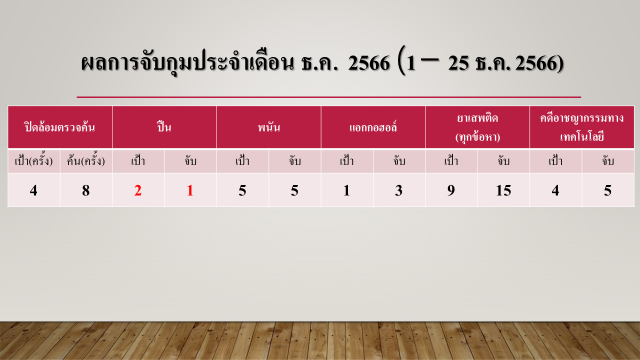 ผลการจับกุมประจำเดือน ธ.ค. 2566 (1 – 25 ธ.ค. 2566)
ปิดล้อมตรวจค้น ปืน พนัน แอกกอฮอล์ ยาเสพติด (ทุกข้อหา) คดีอาชญากรรมทางเทคโนโลยี
เป้า(ครั้ง) ค้น(ครั้ง) เป้า จับ เป้า จับ เป้า จับ เป้า จับ เป้า จับ
4 8 2 1 5 5 1 3 9 15 4 5